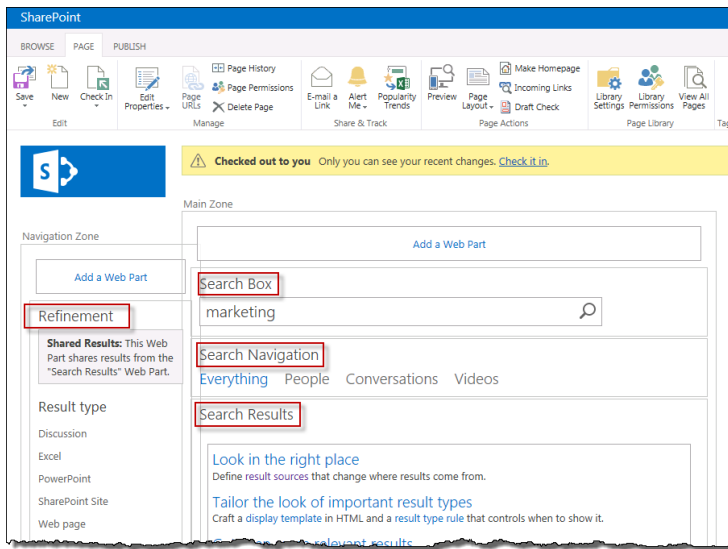 SharePoint
BROWSE PAGE PUBLISH
Save
New
Check In
Edit
Properties
Page
URLs
Page History
Page Permissions
Delete Page
E-mail a
Link
Alert
Me
Popularity
Trends
Preview
Page
Layout
Make Homepage
Incoming Links
Draft Check
Library
Settings
Library
Permissions
View All
Pages
Edit
Manage
Share & Track
Page Actions
Page Library
S
Checked out to you Only you can see your recent changes. Check it in.
Main Zone
Navigation Zone
Add a Web Part
Add a Web Part
Refinement
Shared Results: This Web
Part shares results from the
"Search Results" Web Part.
Result type
Discussion
Excel
PowerPoint
SharePoint Site
Web page
Search Box
marketing
Search Navigation
Everything People Conversations Videos
Search Results
Look in the right place
Define result sources that change where results come from.
Tailor the look of important result types
Craft a display template in HTML and a result type rule that controls when to show it.